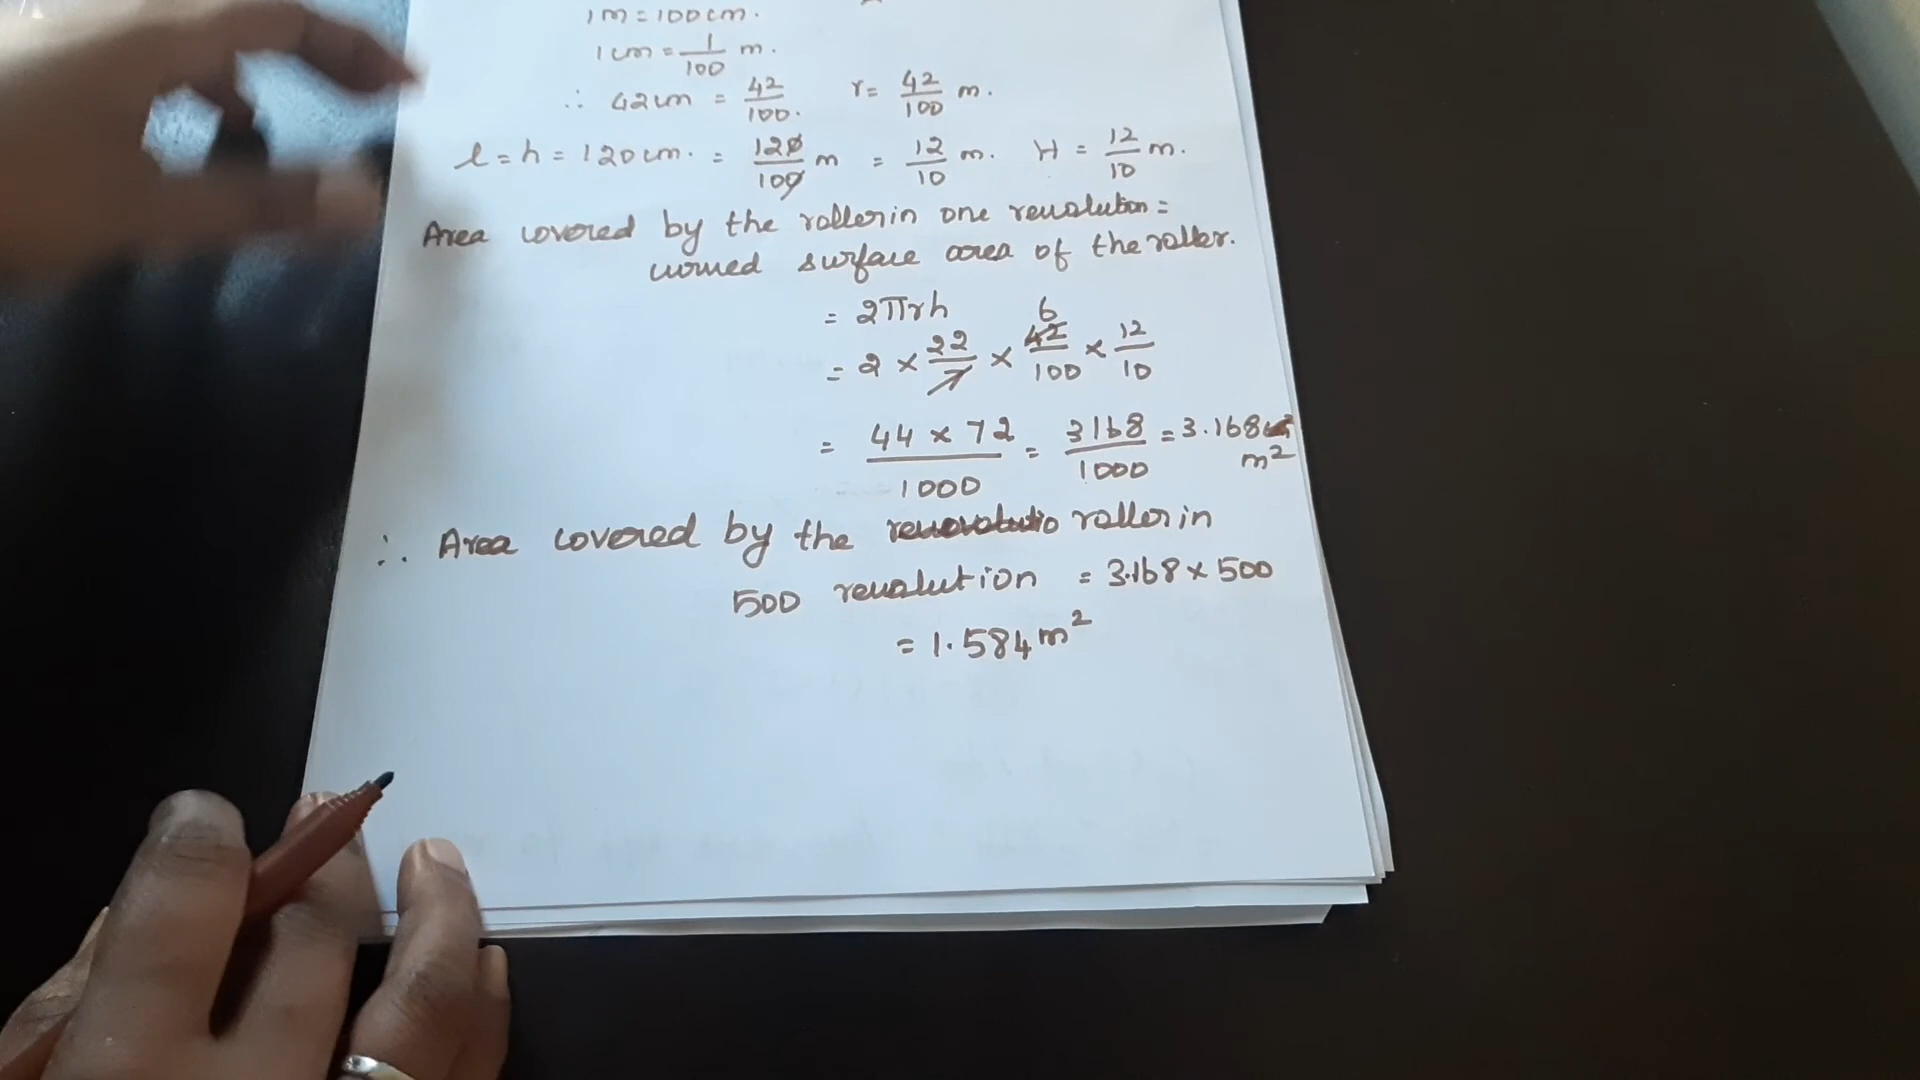 1m = 100cm.
1cm = 1/100 m.
∴ 42cm = 42/100. r = 42/100 m.
l = h = 120cm. = 120/100 m = 12/10 m. H = 12/10 m.
Area covered by the roller in one revolution =
curved surface area of the roller.
= 2πrh
6
= 2 × 22/7 × 42/100 × 12/10
= 44 × 72/1000 = 3168/1000 = 3.168
m²
∴ Area covered by the roller in
500 revolution = 3.168 × 500
= 1.584 m²